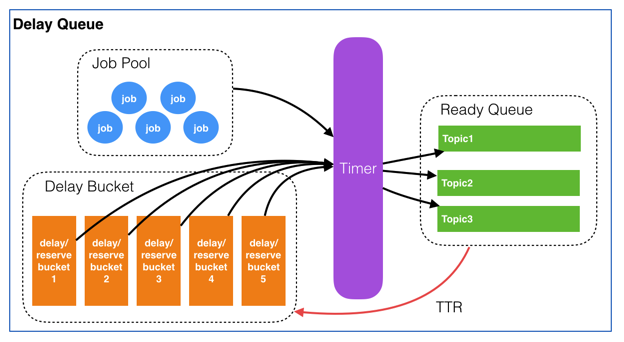 Delay Queue
Job Pool
job
job
job
job
job
Timer
Ready Queue
Topic1
Topic2
Topic3
Delay Bucket
delay/
reserve
bucket
1
delay/
reserve
bucket
2
delay/
reserve
bucket
3
delay/
reserve
bucket
4
delay/
reserve
bucket
5
TTR